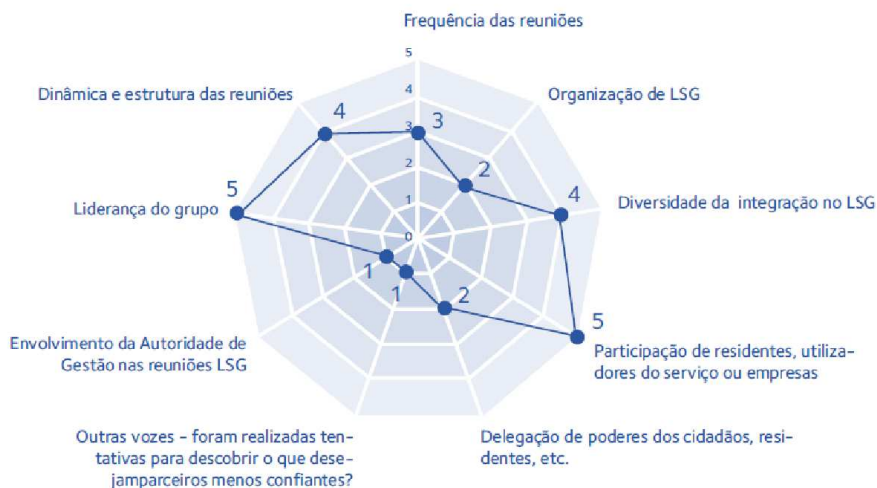 Frequência das reuniões
5
4
3
2
1
0
Dinâmica e estrutura das reuniões
4
3
Organização de LSG
2
Liderança do grupo
5
4
Diversidade da integração no LSG
1
1
2
5
Participação de residentes, utiliza-
dores do serviço ou empresas
Envolvimento da Autoridade de
Gestão nas reuniões LSG
Outras vozes – foram realizadas ten-
tativas para descobrir o que dese-
jamparceiros menos confiantes?
Delegação de poderes dos cidadãos, resi-
dentes, etc.